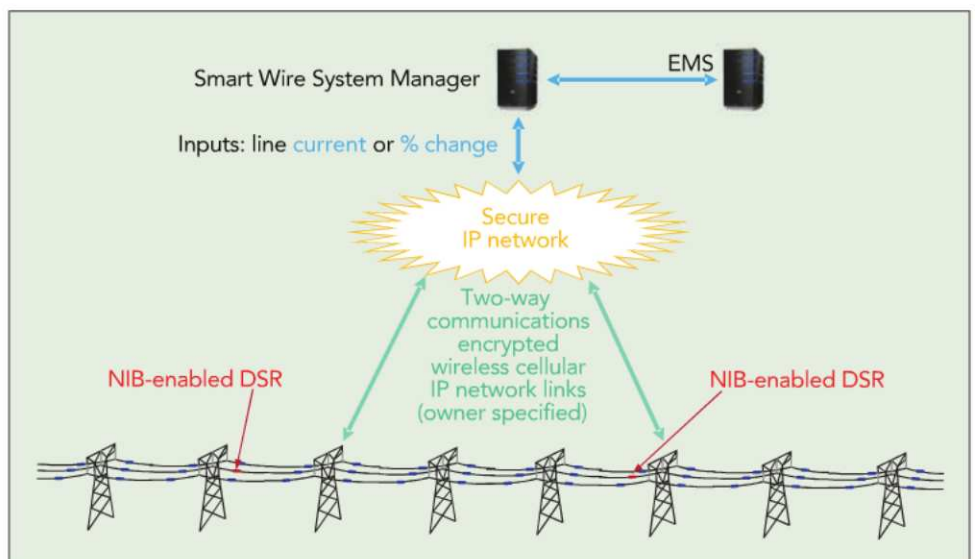 EMS
Smart Wire System Manager
Inputs: line current or % change
Secure
IP network
Two-way
communications
encrypted
wireless cellular
IP network links
(owner specified)
NIB-enabled DSR
NIB-enabled DSR